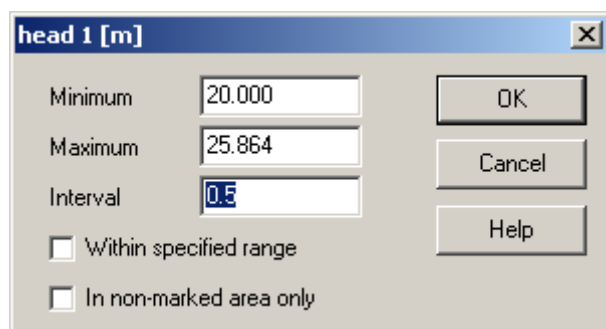 head 1 [m]
Minimum 20.000 OK
Maximum 25.864
Cancel
Interval 0.5
Help
Within specified range
In non-marked area only